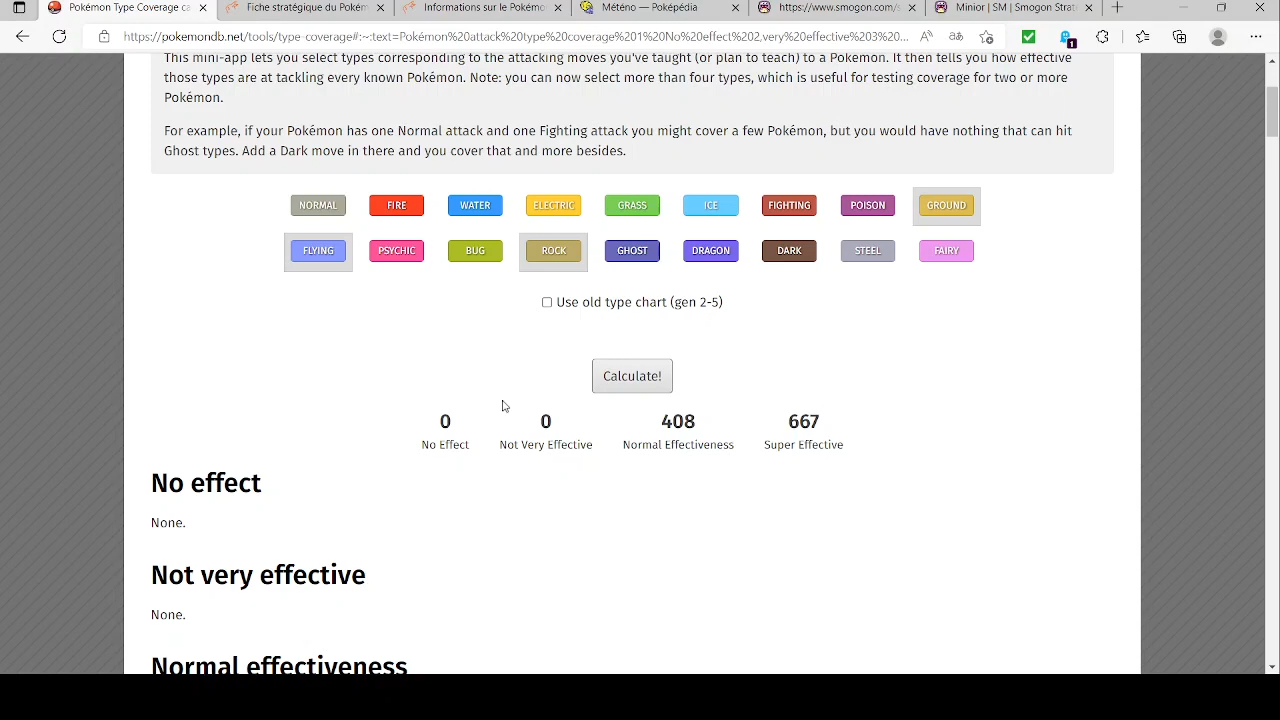 Pokémon Type Coverage ca
Fiche stratégique du Pokém
Informations sur le Pokémo
Météno — Poképédia
https://www.smogon.com/s
Minior | SM | Smogon Strat
https://pokemondb.net/tools/type-coverage#:~:text=Pokémon%20attack%20type%20coverage%201%20No%20effect%202,very%20effective%203%20...
1
This mini-app lets you select types corresponding to the attacking moves you've taught (or plan to teach) to a Pokémon. It then tells you how effective
those types are at tackling every known Pokémon. Note: you can now select more than four types, which is useful for testing coverage for two or more
Pokémon.
For example, if your Pokémon has one Normal attack and one Fighting attack you might cover a few Pokémon, but you would have nothing that can hit
Ghost types. Add a Dark move in there and you cover that and more besides.
NORMAL FIRE WATER ELECTRIC GRASS ICE FIGHTING POISON GROUND
FLYING PSYCHIC BUG ROCK GHOST DRAGON DARK STEEL FAIRY
Use old type chart (gen 2-5)
Calculate!
0 0 408 667
No Effect Not Very Effective Normal Effectiveness Super Effective
No effect
None.
Not very effective
None.
Normal effectiveness